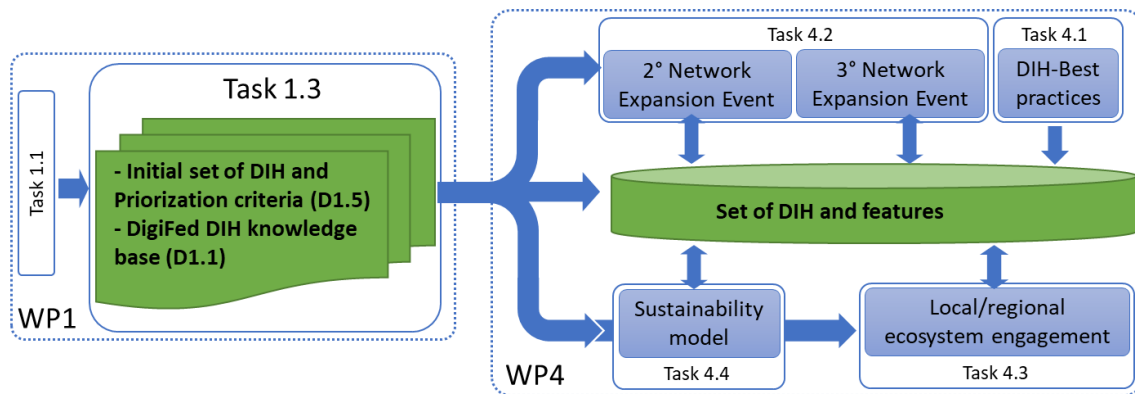 Task 1.1
Task 1.3
- Initial set of DIH and
Priorization criteria (D1.5)
- DigiFed DIH knowledge
base (D1.1)
WP1
Task 4.2
2° Network
Expansion Event
3° Network
Expansion Event
Task 4.1
DIH-Best
practices
Set of DIH and features
Sustainability
model
Task 4.4
Local/regional
ecosystem engagement
Task 4.3
WP4